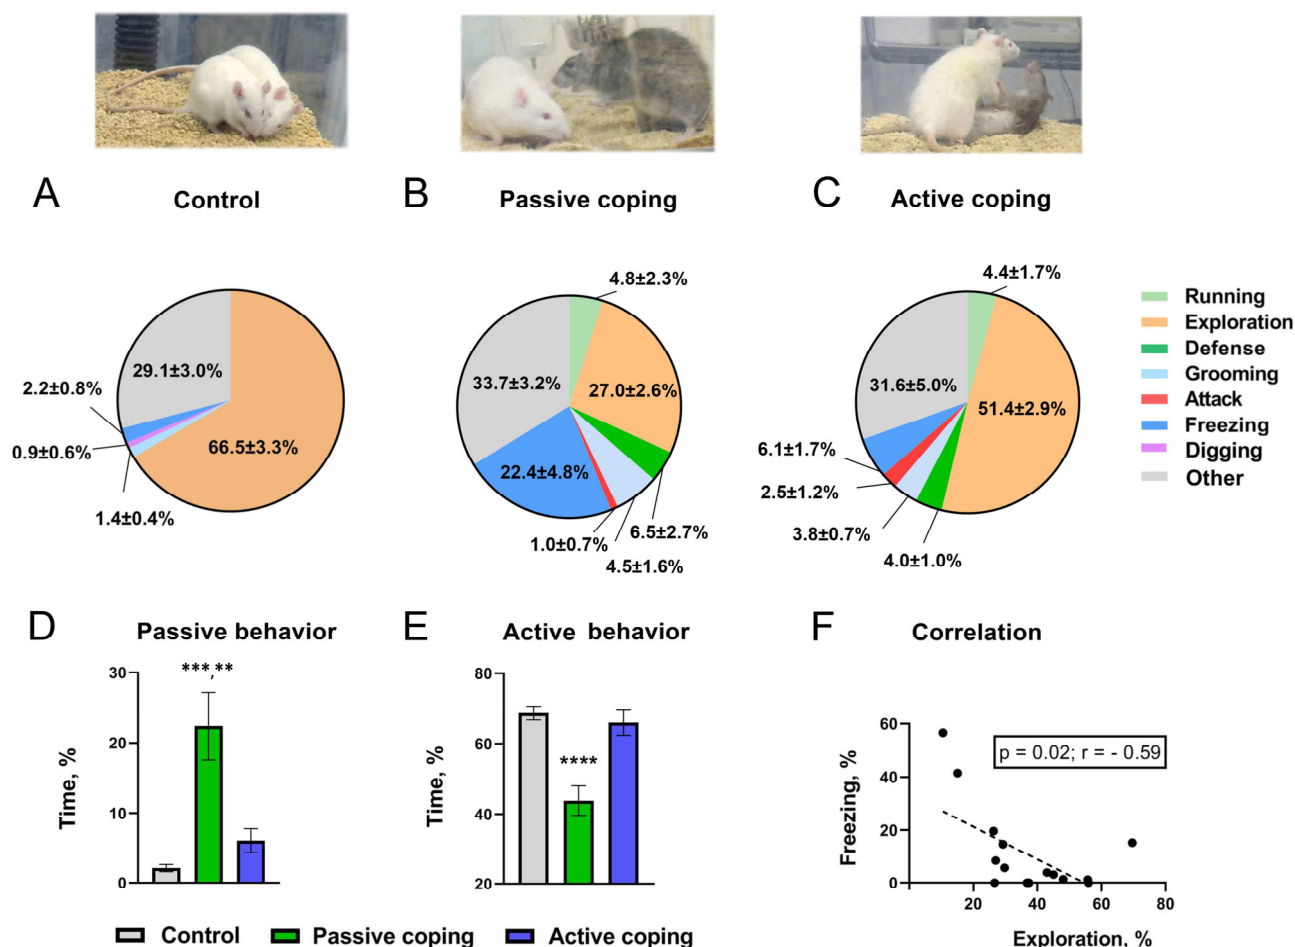 A Control
B Passive coping
C Active coping
29.1±3.0%
2.2±0.8%
0.9±0.6%
66.5±3.3%
1.4±0.4%
4.8±2.3%
33.7±3.2%
27.0±2.6%
22.4±4.8%
6.5±2.7%
1.0±0.7%
4.5±1.6%
4.4±1.7%
31.6±5.0%
51.4±2.9%
6.1±1.7%
2.5±1.2%
3.8±0.7%
4.0±1.0%
Running
Exploration
Defense
Grooming
Attack
Freezing
Digging
Other
D Passive behavior
Time, %
30
20
10
0
***,**
E Active behavior
Time, %
80
60
40
20
****
F Correlation
Freezing, %
60
40
20
0
p = 0.02; r = - 0.59
20 40 60 80
Exploration, %
Control Passive coping Active coping